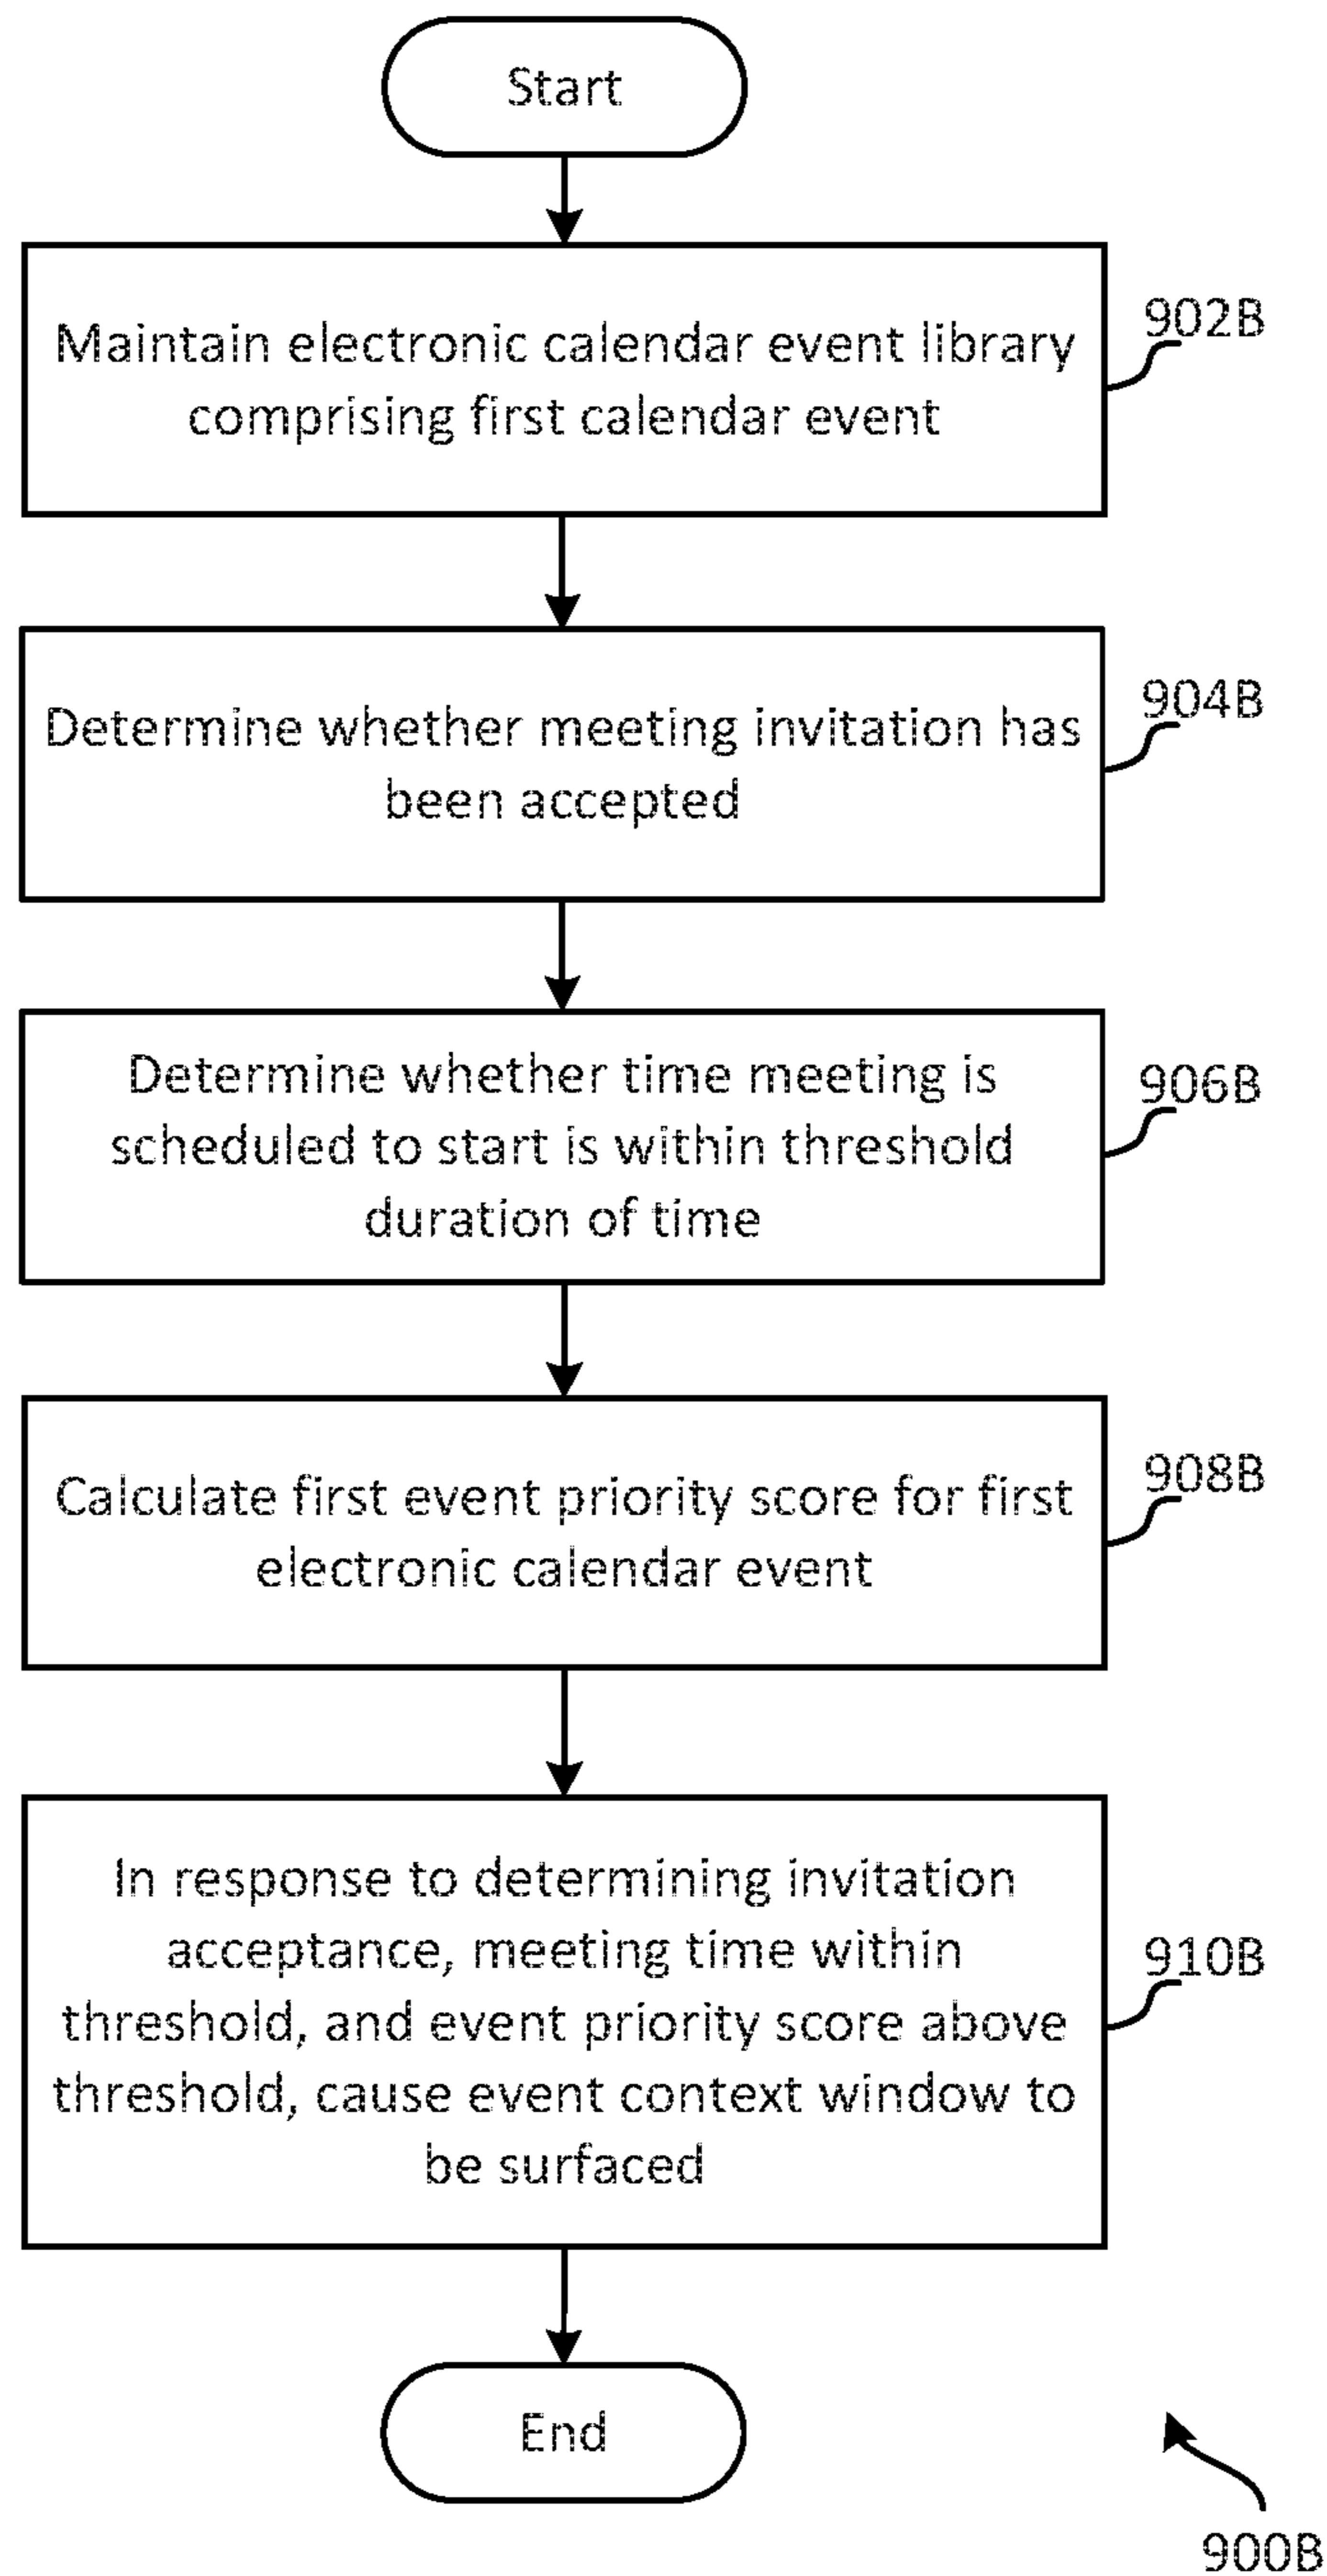 Start
Maintain electronic calendar event library
comprising first calendar event
902B
Determine whether meeting invitation has
been accepted
904B
Determine whether time meeting is
scheduled to start is within threshold
duration of time
906B
Calculate first event priority score for first
electronic calendar event
908B
In response to determining invitation
acceptance, meeting time within
threshold, and event priority score above
threshold, cause event context window to
be surfaced
910B
End
900B